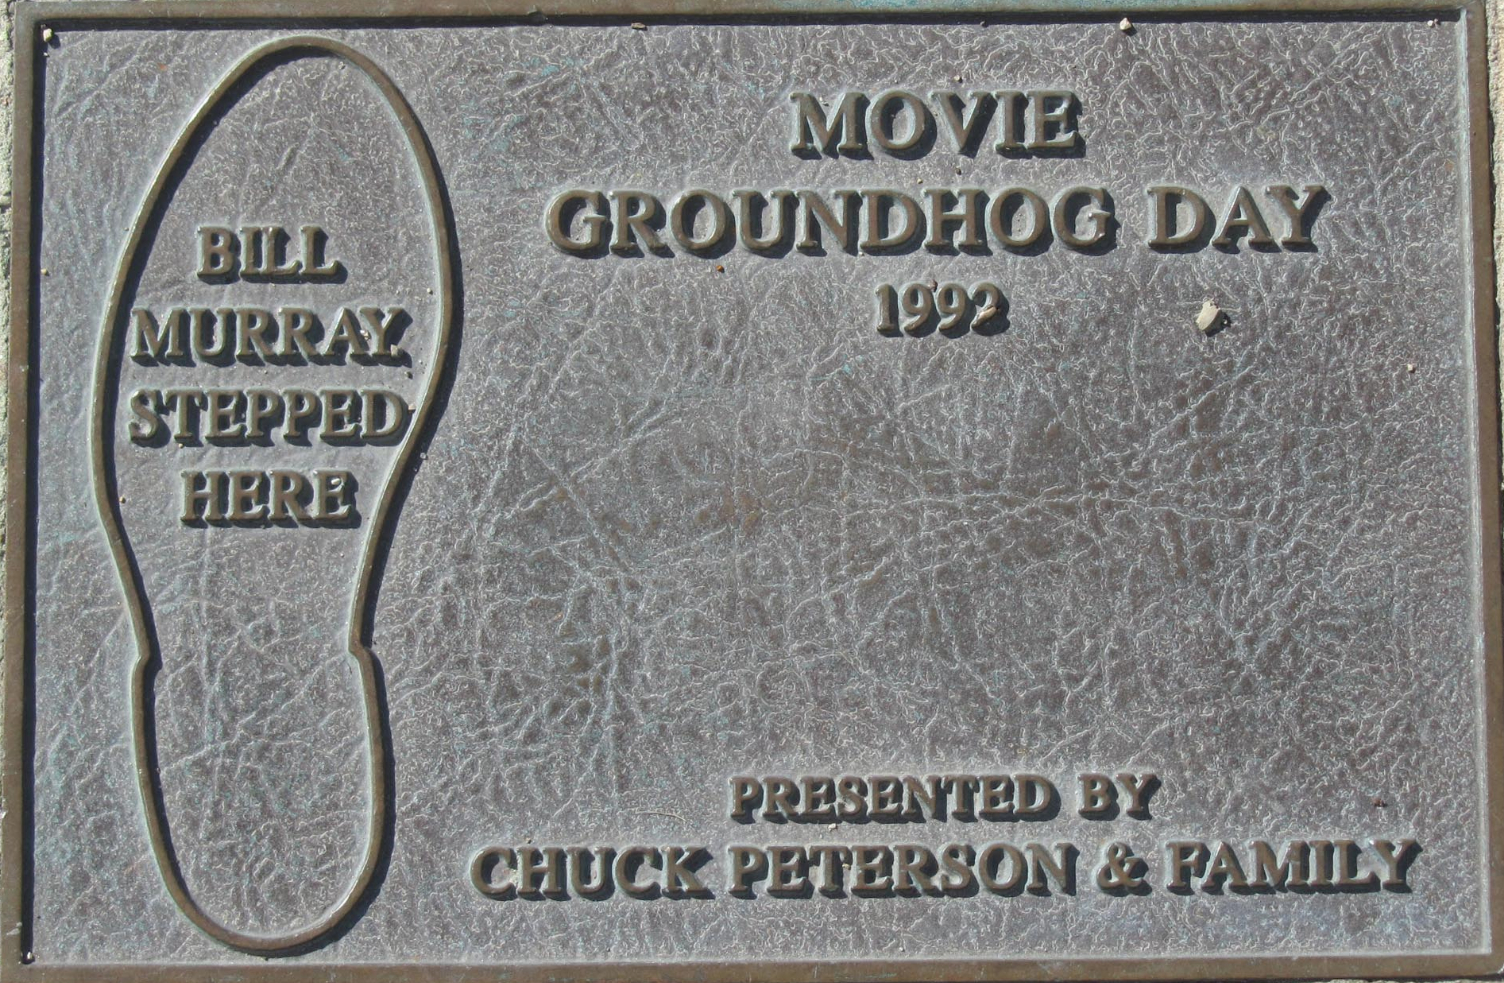 BILL
MURRAY
STEPPED
HERE
MOVIE
GROUNDHOG DAY
1992
PRESENTED BY
CHUCK PETERSON & FAMILY